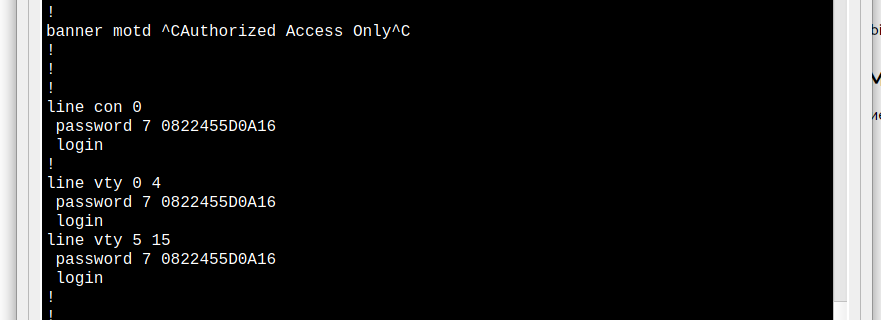 !
banner motd ^CAuthorized Access Only^C
!
!
!
line con 0
 password 7 0822455D0A16
 login
!
line vty 0 4
 password 7 0822455D0A16
 login
line vty 5 15
 password 7 0822455D0A16
 login
!
!